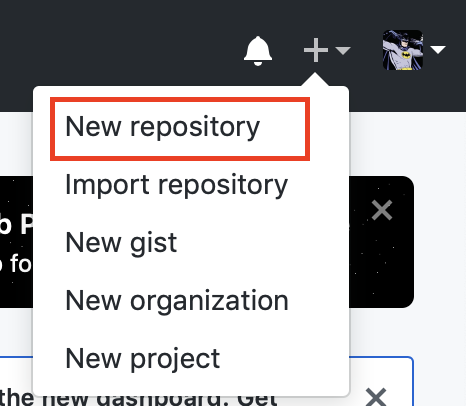 New repository
b P
Import repository
New gist
o fo
New organization
New project
the new dashboard. Get